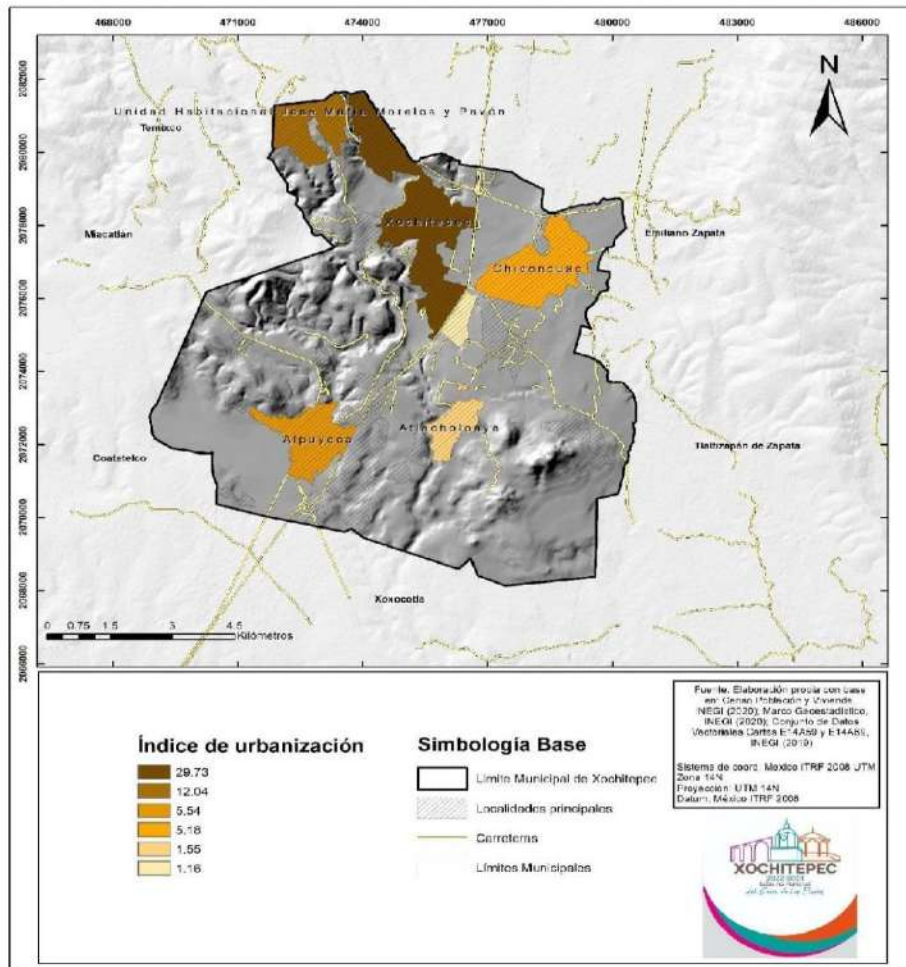 468000 471000 474000 477000 480000 483000 486000
2082000
2080000
2078000
2076000
2074000
2072000
2070000
2068000
2066000
N
Unidad Habitacional José María Morelos y Pavón
Temixco
Miacatlán
Xochitepec
Emiliano Zapata
Chiconcuac
Alpuyeca
Atlacholoaya
Coatetelco
Tlaltizapán de Zapata
Xoxocotla
0 0.75 1.5 3 4.5
Kilómetros
Índice de urbanización
29.73
12.04
5.54
5.18
1.55
1.16
Simbología Base
Límite Municipal de Xochitepec
Localidades principales
Carreteras
Límites Municipales
Fuente: Elaboración propia con base
en: Censo Población y Vivienda
INEGI (2020); Marco Geoestadístico,
INEGI (2020); Conjunto de Datos
Vectoriales Cartas E14A59 y E14A69,
INEGI (2019)
Sistema de coord: México ITRF 2008 UTM
Zona 14N
Proyección: UTM 14N
Datum: México ITRF 2008
XOCHITEPEC